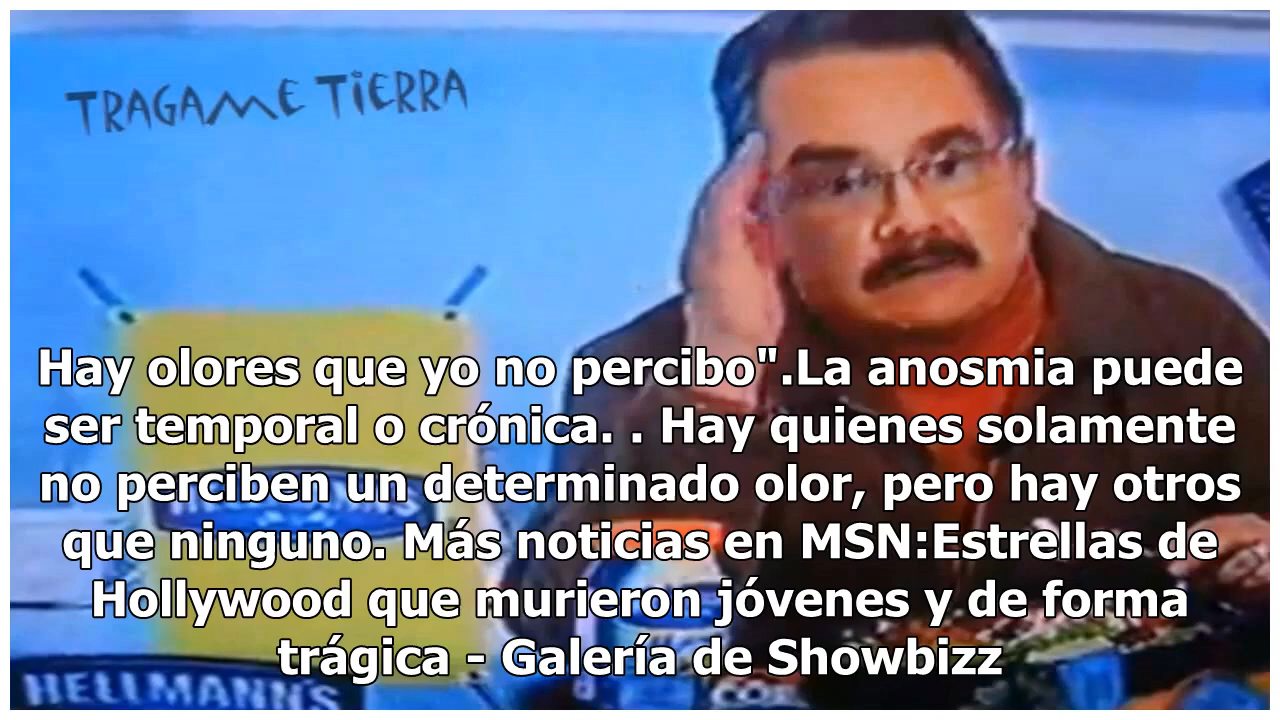 TRAGAME TIERRA
Hay olores que yo no percibo".La anosmia puede
ser temporal o crónica. . Hay quienes solamente
no perciben un determinado olor, pero hay otros
que ninguno. Más noticias en MSN:Estrellas de
Hollywood que murieron jóvenes y de forma
trágica - Galería de Showbizz
HELLMANN'S
HELLMANN'S